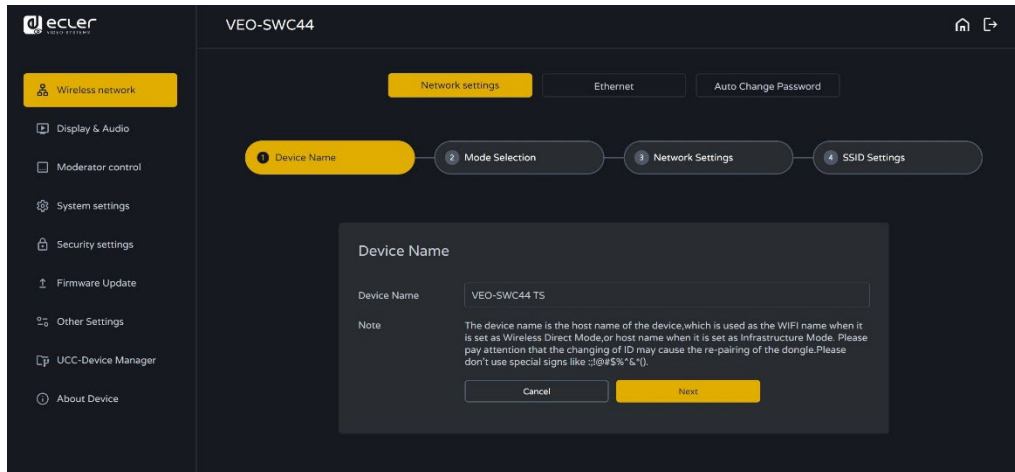 ecler
VIDEO SYSTEMS
VEO-SWC44
Wireless network
Display & Audio
Moderator control
System settings
Security settings
Firmware Update
Other Settings
UCC-Device Manager
About Device
Network settings
Ethernet
Auto Change Password
1 Device Name
2 Mode Selection
3 Network Settings
4 SSID Settings
Device Name
Device Name
VEO-SWC44 TS
Note
The device name is the host name of the device,which is used as the WIFI name when it
is set as Wireless Direct Mode,or host name when it is set as Infrastructure Mode. Please
pay attention that the changing of ID may cause the re-pairing of the dongle.Please
don't use special signs like :;!@#$%^&*().
Cancel
Next